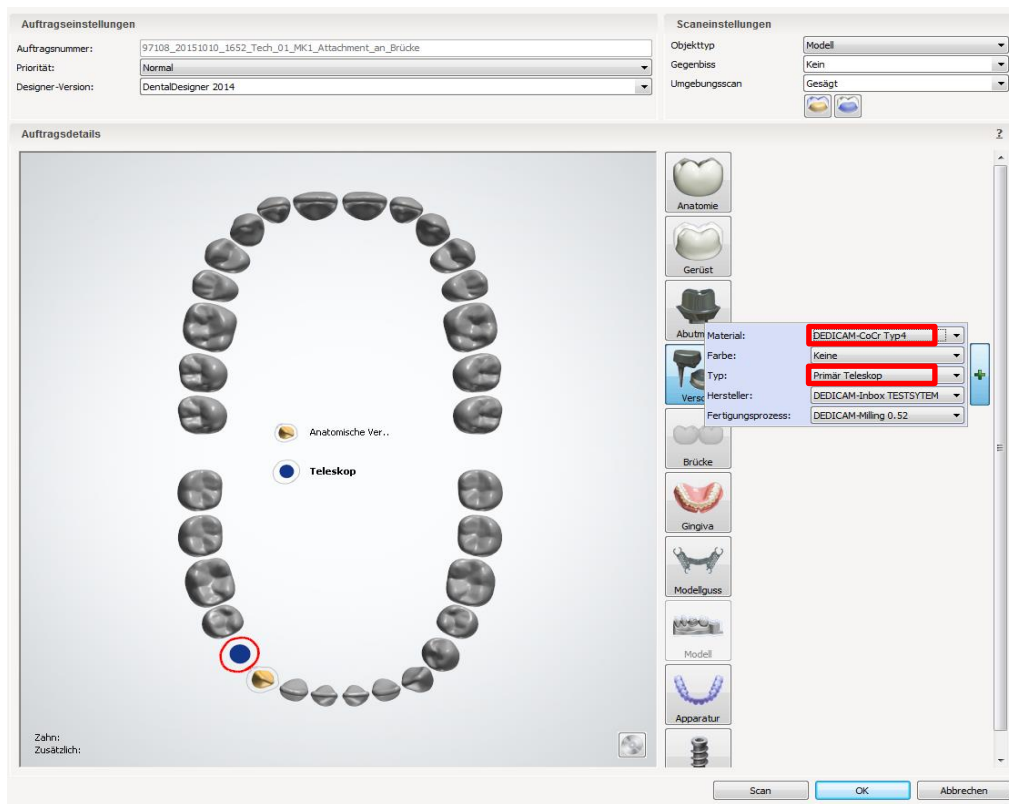 Auftragseinstellungen
Auftragsnummer: 97108_20151010_1652_Tech_01_MK1_Attachment_an_Brücke
Priorität: Normal
Designer-Version: DentalDesigner 2014
Scaneinstellungen
Objekttyp Modell
Gegenbiss Kein
Umgebungsscan Gesägt
Auftragsdetails ?
Anatomie
Gerüst
Abutm
Material: DEDICAM-CoCr Typ4
Farbe: Keine
Typ: Primär Teleskop
Hersteller: DEDICAM-Inbox TESTSYTEM
Fertigungsprozess: DEDICAM-Milling 0.52
Versc
Anatomische Ver..
Teleskop
Brücke
Gingiva
Modellguss
Modell
Apparatur
Zahn:
Zusätzlich:
Scan OK Abbrechen